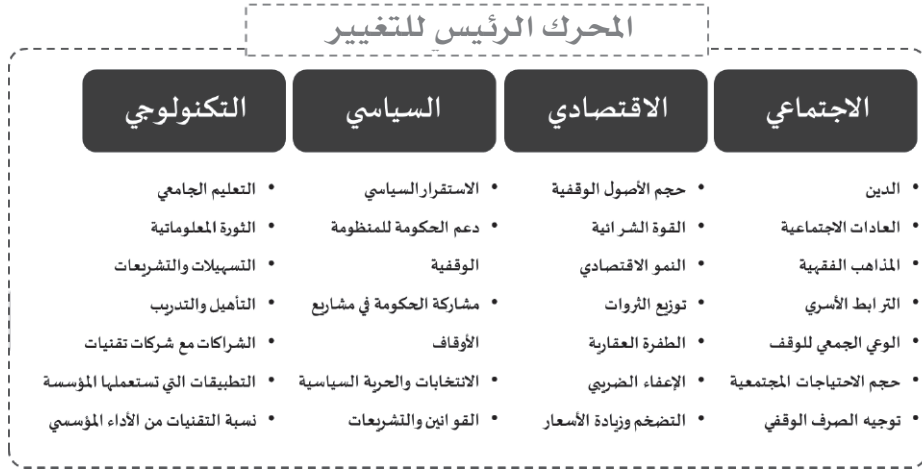 المحرك الرئيس للتغيير
الاجتماعي
• الدين
• العادات الاجتماعية
• المذاهب الفقهية
• الترابط الأسري
• الوعي الجمعي للوقف
• حجم الاحتياجات المجتمعية
• توجيه الصرف الوقفي
الاقتصادي
• حجم الأصول الوقفية
• القوة الشرائية
• النمو الاقتصادي
• توزيع الثروات
• الطفرة العقارية
• الإعفاء الضريبي
• التضخم وزيادة الأسعار
السياسي
• الاستقرار السياسي
• دعم الحكومة للمنظومة
الوقفية
• مشاركة الحكومة في مشاريع
الأوقاف
• الانتخابات والحرية السياسية
• القوانين والتشريعات
التكنولوجي
• التعليم الجامعي
• الثورة المعلوماتية
• التسهيلات والتشريعات
• التأهيل والتدريب
• الشراكات مع شركات تقنيات
• التطبيقات التي تستعملها المؤسسة
• نسبة التقنيات من الأداء المؤسسي